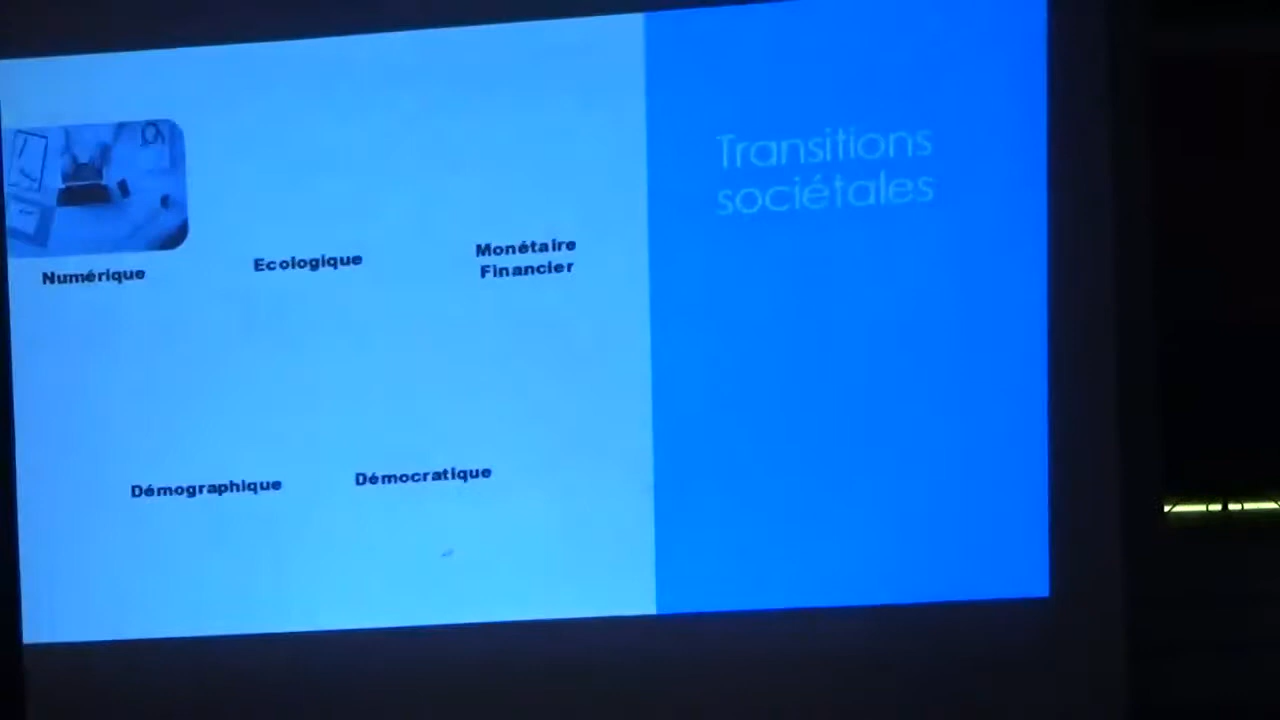 Transitions
sociétales
Numérique
Ecologique
Monétaire
Financier
Démographique
Démocratique